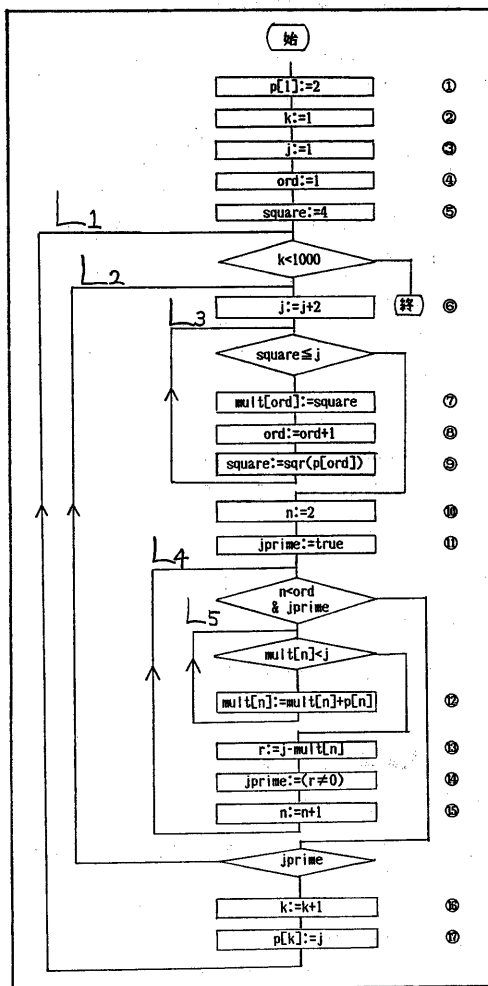 始
p[1]:=2 ①
k:=1 ②
j:=1 ③
ord:=1 ④
square:=4 ⑤
L1
k<1000
L2
終
j:=j+2 ⑥
L3
square≦j
mult[ord]:=square ⑦
ord:=ord+1 ⑧
square:=sqr(p[ord]) ⑨
n:=2 ⑩
jprime:=true ⑪
L4
n<ord
& jprime
L5
mult[n]<j
mult[n]:=mult[n]+p[n] ⑫
r:=j-mult[n] ⑬
jprime:=(r≠0) ⑭
n:=n+1 ⑮
jprime
k:=k+1 ⑯
p[k]:=j ⑰